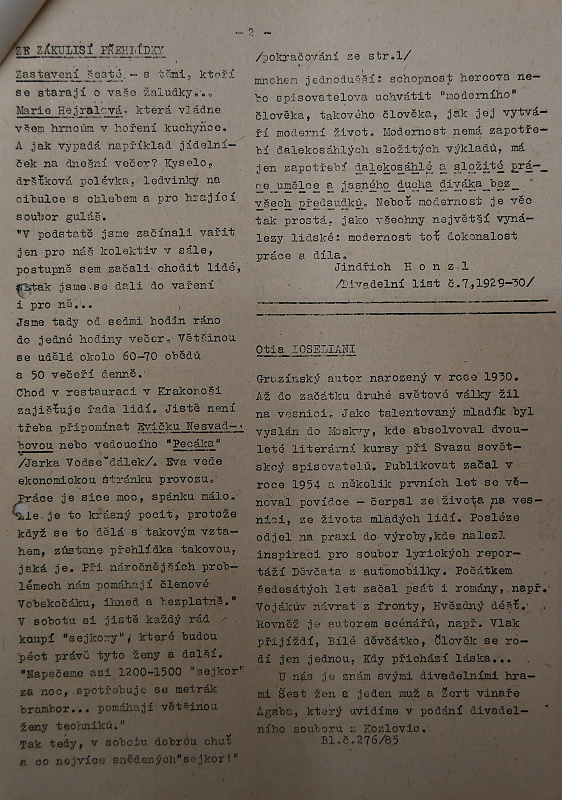 - 2 -
ZE ZÁKULISÍ PŘEHLÍDKY
Zastavení šesté - s těmi, kteří
se starají o vaše žaludky...
Marie Hejralová, která vládne
všem hrncům v hoření kuchyňce.
A jak vypadá například jídelní-
ček na dnešní večer? Kyselo,
dršťková polévka, ledvinky na
cibulce s chlebem a pro hrající
soubor guláš.
"V podstatě jsme začínali vařit
jen pro náš kolektiv v sále,
postupně sem začali chodit lidé,
a tak jsme se dali do vaření
i pro ně...
Jsme tady od sedmi hodin ráno
do jedné hodiny večer. Většinou
se udělá okolo 60-70 obědů
a 50 večeří denně.
Chod v restauraci v Krakonoši
zajišťuje řada lidí. Jistě není
třeba připomínat Evičku Nesvad-
bovou nebo vedoucího "Pecáka"
/Jarka Vodseďálek/. Eva vede
ekonomickou stránku provozu.
Práce je sice moc, spánku málo.
Ale je to krásný pocit, protože
když se to dělá s takovým vzta-
hem, zůstane přehlídka takovou,
jaká je. Při náročnějších prob-
lémech nám pomáhají členové
Vobskočáku, ihned a bezplatně."
V sobotu si jistě každý rád
koupí "sejkory", které budou
péct právě tyto ženy a další.
"Napečeme asi 1200-1500 "sejkor"
za noc, spotřebuje se metrák
brambor... pomáhají většinou
ženy techniků."
Tak tedy, v sobotu dobrou chuť
a co nejvíce snědených "sejkor!"
/pokračování ze str.1/
mnohem jednodušší: schopnost hercova ne-
bo spisovatelova uchvátit "moderního"
člověka, takového člověka, jak jej vytvá-
ří moderní život. Modernost nemá zapotře-
bí dalekosáhlých složitých výkladů, má
jen zapotřebí dalekosáhlé a složité prá-
ce umělce a jasného ducha diváka bez
všech předsudků. Neboť modernost je věc
tak prostá, jako všechny největší vyná-
lezy lidské: modernost toť dokonalost
práce a díla.
Jindřich Honzl
/Divadelní list č.7,1929-30/
Otia IOSELIANI
Gruzínský autor narozený v roce 1930.
Až do začátku druhé světové války žil
na vesnici. Jako talentovaný mladík byl
vyslán do Moskvy, kde absolvoval dvou-
leté literární kursy při Svazu sovět-
ských spisovatelů. Publikovat začal v
roce 1954 a několik prvních let se vě-
noval povídce - čerpal ze života na ves-
nici, ze života mladých lidí. Posléze
odjel na praxi do výroby, kde nalezl
inspiraci pro soubor lyrických repor-
táží Děvčata z automobilky. Počátkem
šedesátých let začal psát i romány, např.
Vojákův návrat z fronty, Hvězdný déšť.
Rovněž je autorem scénářů, např. Vlak
přijíždí, Bílé děvčátko, Člověk se ro-
dí jen jednou, Kdy přichází láska...
U nás je znám svými divadelními hra-
mi Šest žen a jeden muž a Žert vinaře
Agaba, který uvidíme v podání divadel-
ního souboru z Kozlovic.
Bl.č.276/85